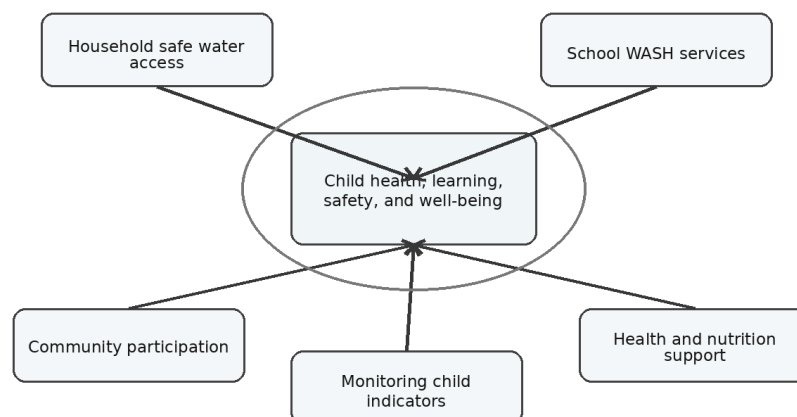 Household safe water
access
School WASH services
Child health, learning,
safety, and well-being
Community participation
Monitoring child
indicators
Health and nutrition
support